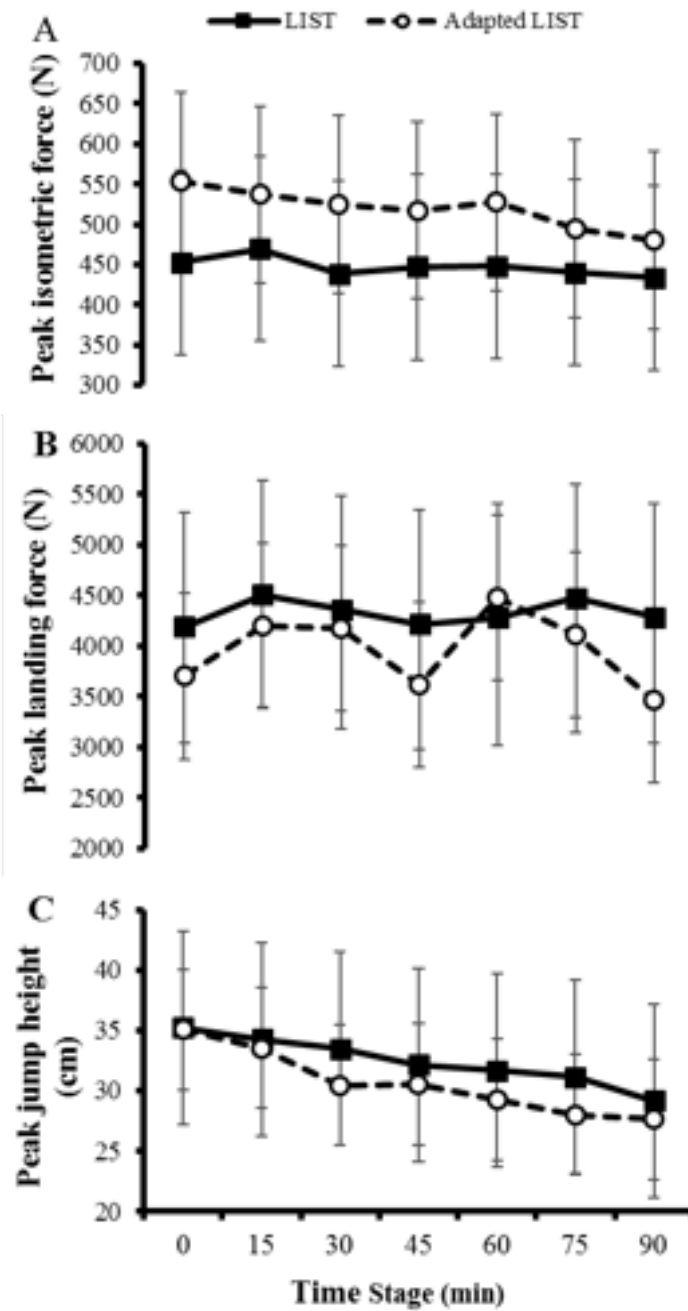 A
LIST Adapted LIST
Peak isometric force (N)
700
650
600
550
500
450
400
350
300
B
Peak landing force (N)
6000
5500
5000
4500
4000
3500
3000
2500
2000
C
Peak jump height
(cm)
45
40
35
30
25
20
0 15 30 45 60 75 90
Time Stage (min)